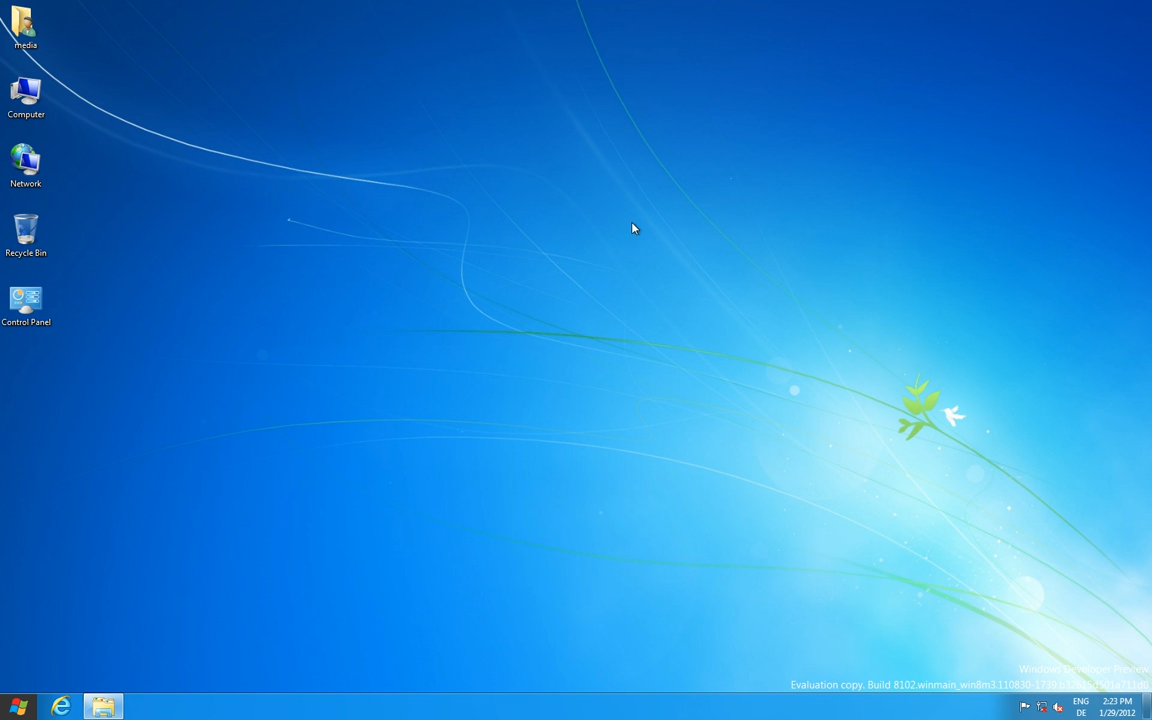 media
Computer
Network
Recycle Bin
Control Panel
Windows Developer Preview
Evaluation copy. Build 8102.winmain_win8m3.110830-1739.
ENG
2:23 PM
DE
1/29/2012